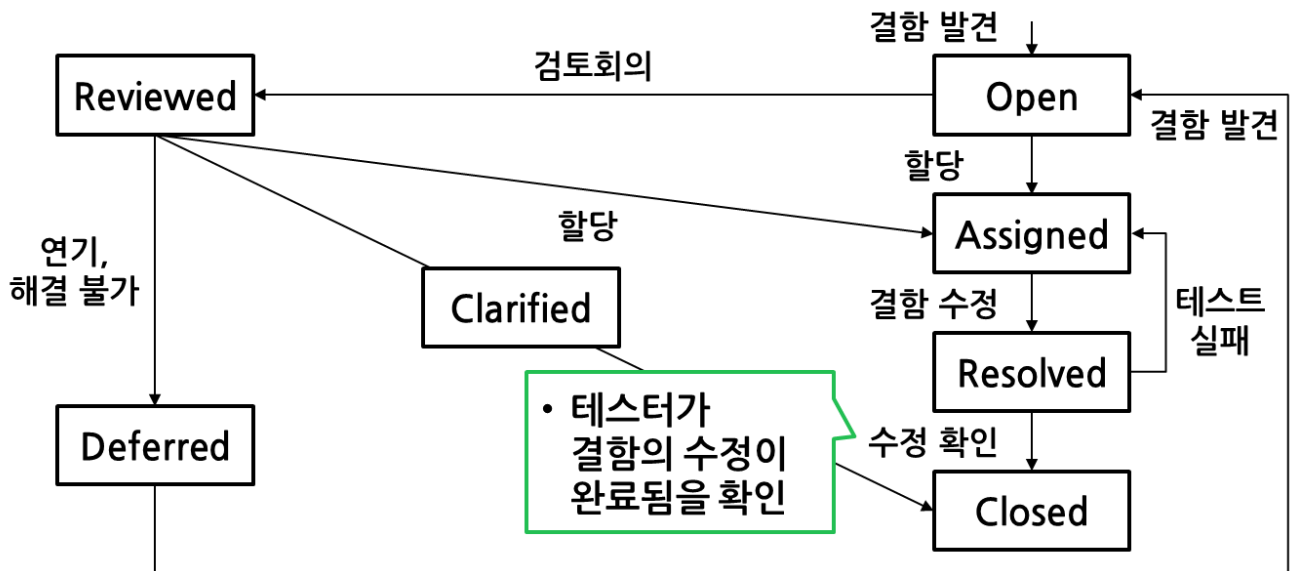 결함 발견
검토회의
Reviewed
Open
결함 발견
할당
할당
Assigned
연기,
해결 불가
Clarified
결함 수정
테스트
실패
Resolved
• 테스터가
결함의 수정이
완료됨을 확인
수정 확인
Deferred
Closed